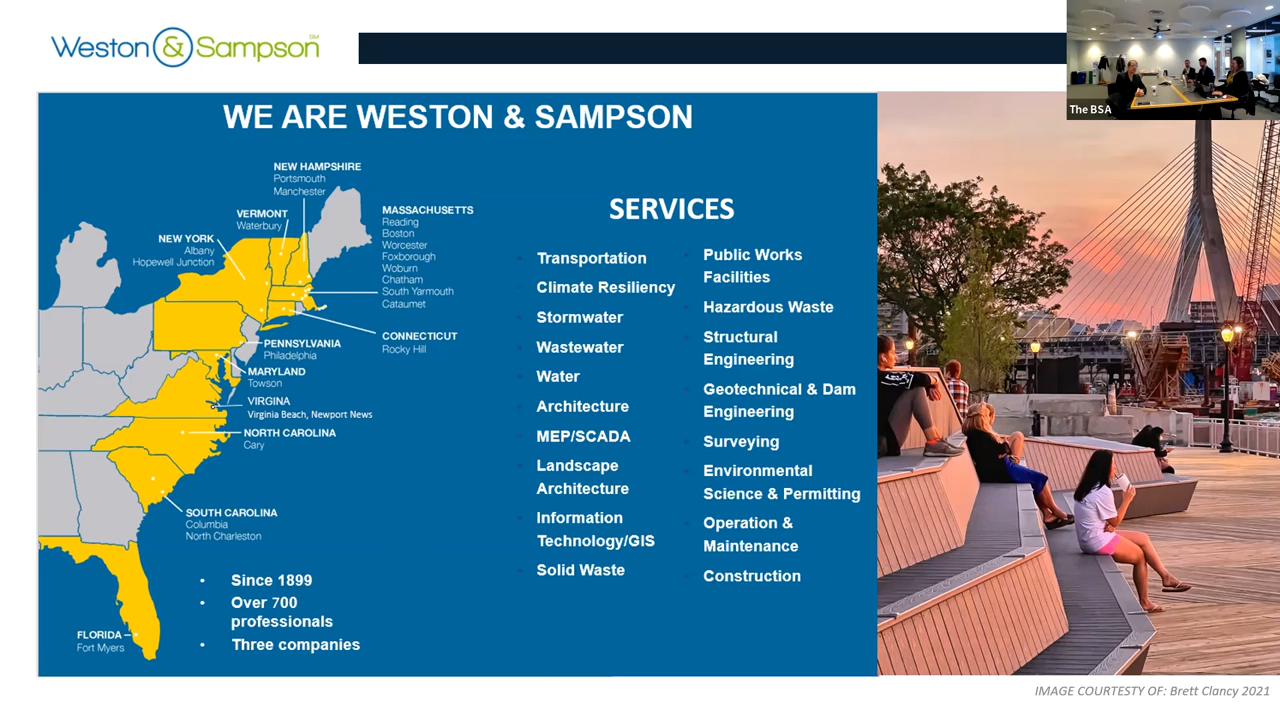 Weston & Sampson SM
The BSA
WE ARE WESTON & SAMPSON
NEW HAMPSHIRE
Portsmouth
Manchester
VERMONT
Waterbury
NEW YORK
Albany
Hopewell Junction
MASSACHUSETTS
Reading
Boston
Worcester
Foxborough
Woburn
Chatham
South Yarmouth
Cataumet
CONNECTICUT
Rocky Hill
PENNSYLVANIA
Philadelphia
MARYLAND
Towson
VIRGINA
Virginia Beach, Newport News
NORTH CAROLINA
Cary
SOUTH CAROLINA
Columbia
North Charleston
FLORIDA
Fort Myers
• Since 1899
• Over 700
professionals
• Three companies
SERVICES
Transportation
Climate Resiliency
Stormwater
Wastewater
Water
Architecture
MEP/SCADA
Landscape
Architecture
Information
Technology/GIS
Solid Waste
Public Works
Facilities
Hazardous Waste
Structural
Engineering
Geotechnical & Dam
Engineering
Surveying
Environmental
Science & Permitting
Operation &
Maintenance
Construction
IMAGE COURTESTY OF: Brett Clancy 2021